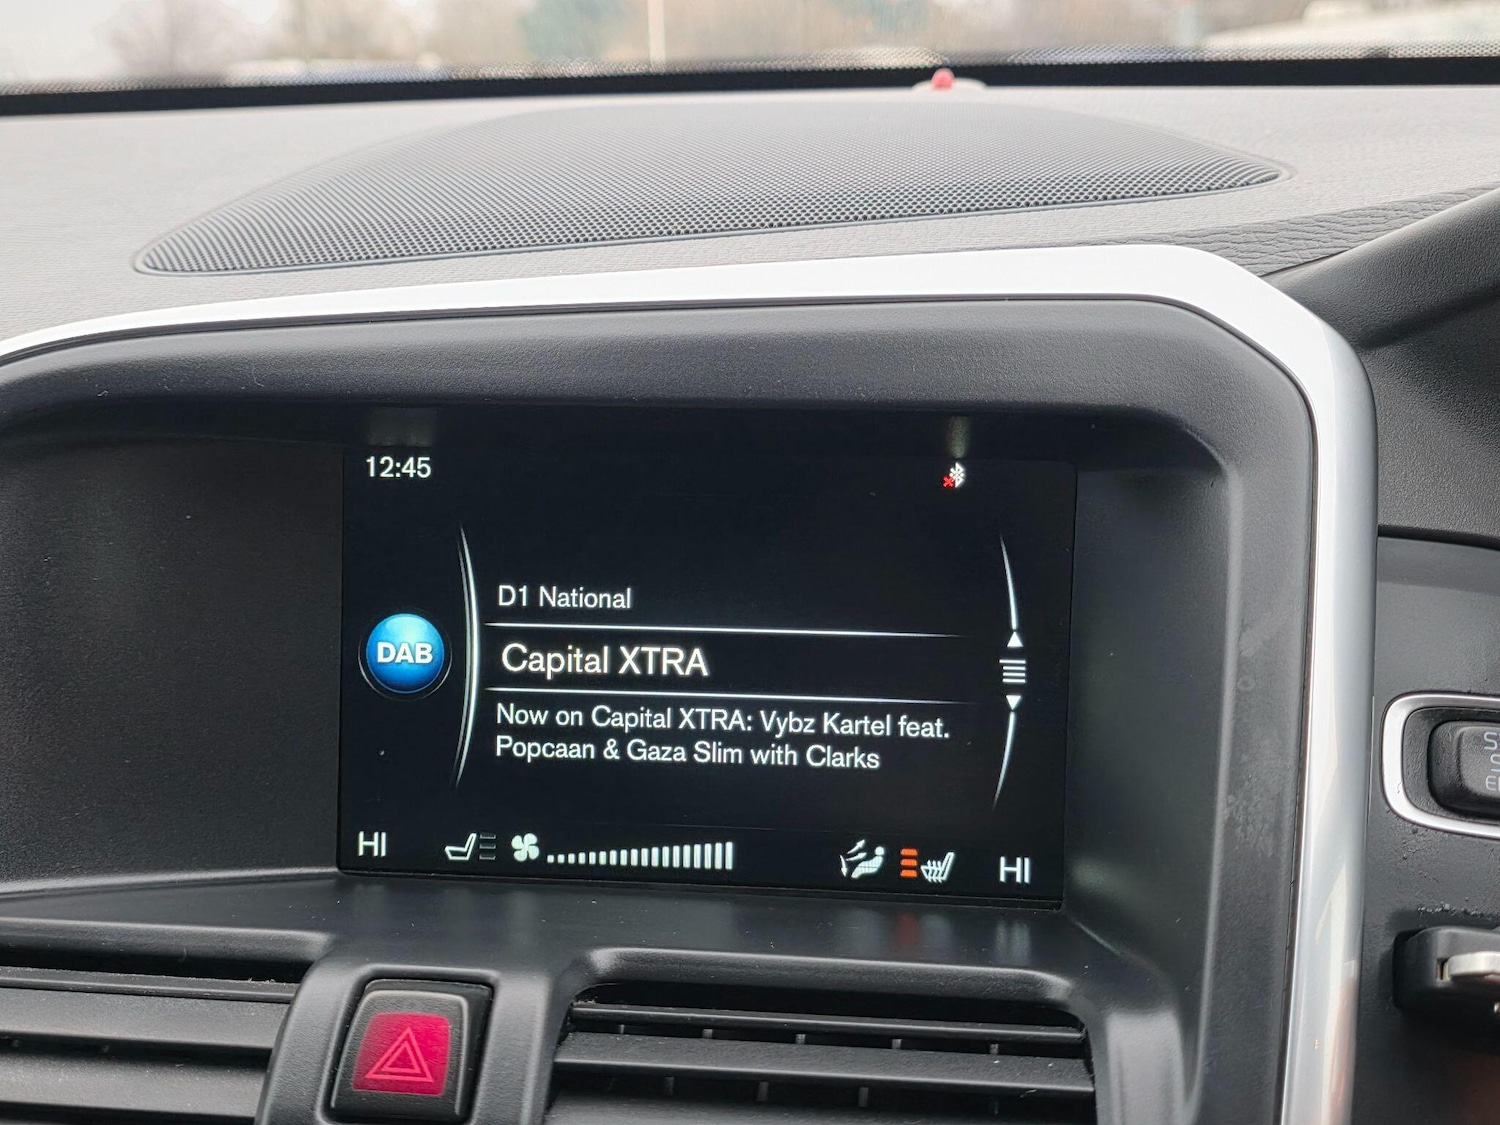 12:45
D1 National
DAB
Capital XTRA
Now on Capital XTRA: Vybz Kartel feat.
Popcaan & Gaza Slim with Clarks
HI
HI